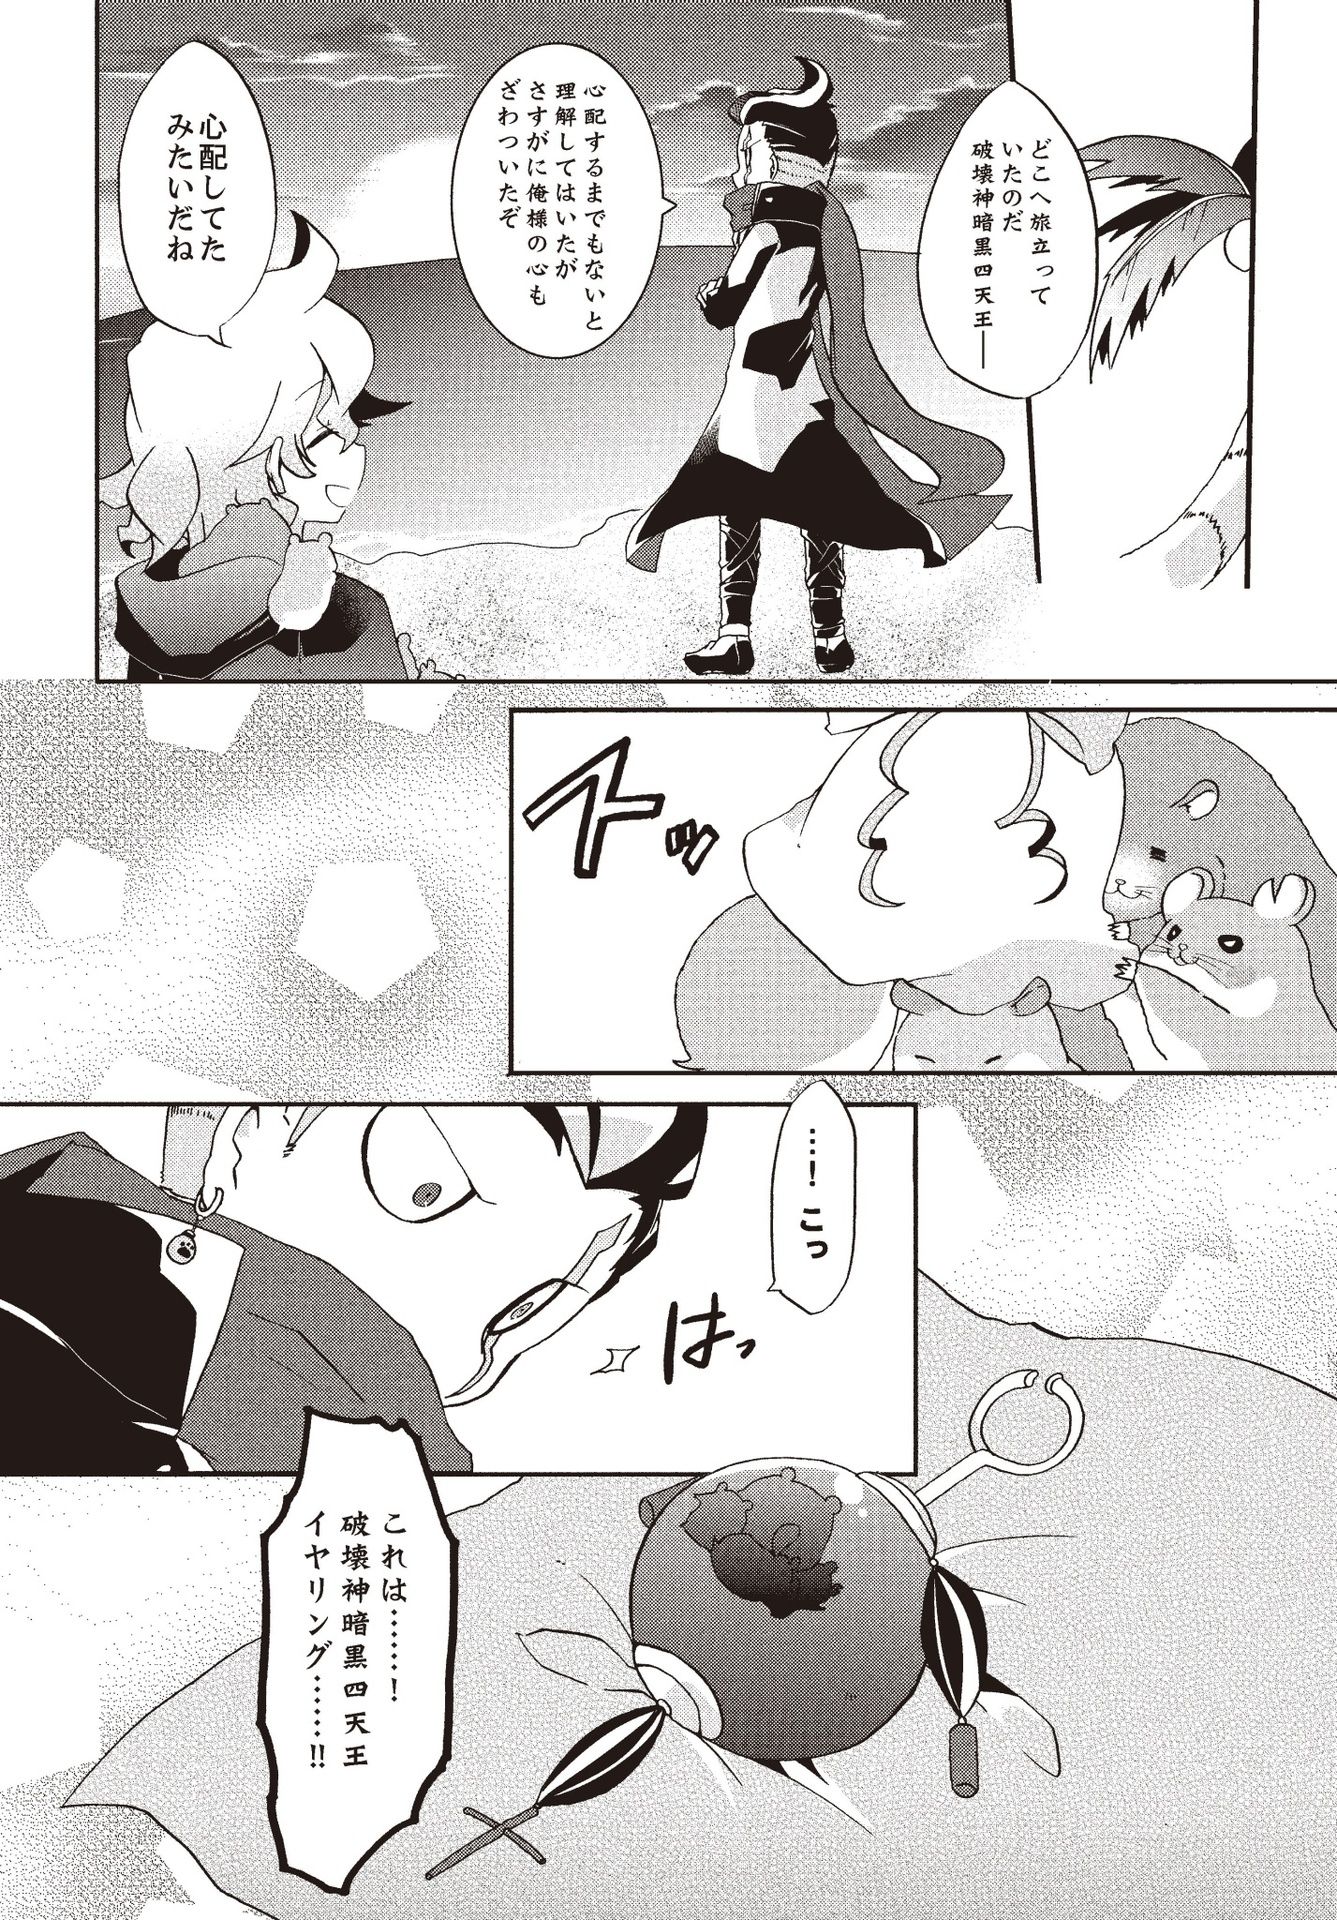 どこへ旅立って
いたのだ
破壊神暗黒四天王――
心配するまでもないと
理解してはいたが
さすがに俺様の心も
ざわついたぞ
心配してた
みたいだね
スッ
…！こっ
はっ
これは……！
破壊神暗黒四天王
イヤリング……!!